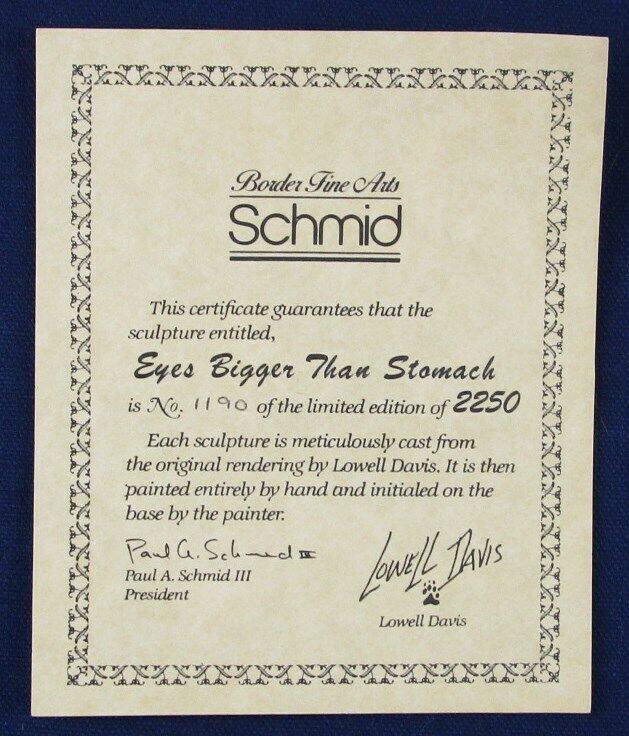 Border Fine Arts
Schmid
This certificate guarantees that the
sculpture entitled,
Eyes Bigger Than Stomach
is No. 1190 of the limited edition of 2250
Each sculpture is meticulously cast from
the original rendering by Lowell Davis. It is then
painted entirely by hand and initialed on the
base by the painter.
Paul A. Schmid III
Paul A. Schmid III
President
Lowell Davis
Lowell Davis